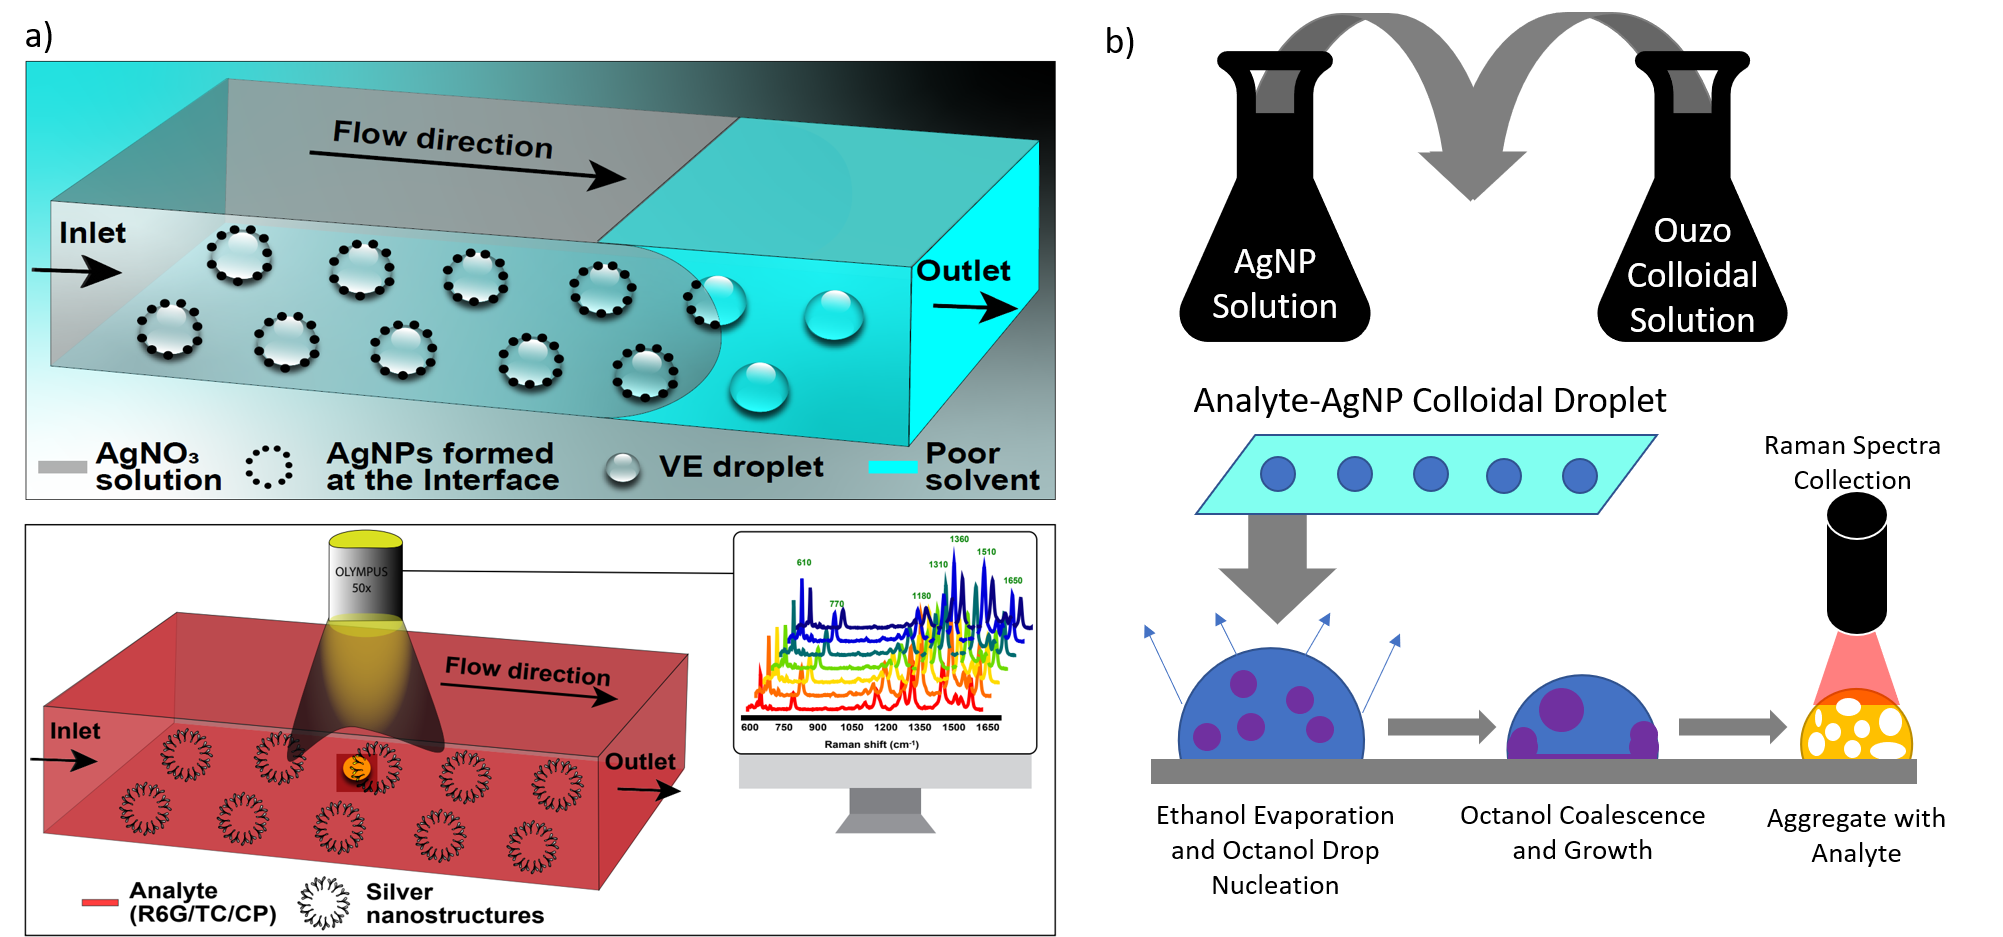 a)
Flow direction
Inlet
Outlet
AgNO₃
solution
AgNPs formed
at the Interface
VE droplet
Poor
solvent
OLYMPUS
50x
Flow direction
Inlet
Outlet
Analyte
(R6G/TC/CP)
Silver
nanostructures
610
770
1180
1310
1360
1510
1650
600 750 900 1050 1200 1350 1500 1650
Raman shift (cm⁻¹)
b)
AgNP
Solution
Ouzo
Colloidal
Solution
Analyte-AgNP Colloidal Droplet
Raman Spectra
Collection
Ethanol Evaporation
and Octanol Drop
Nucleation
Octanol Coalescence
and Growth
Aggregate with
Analyte